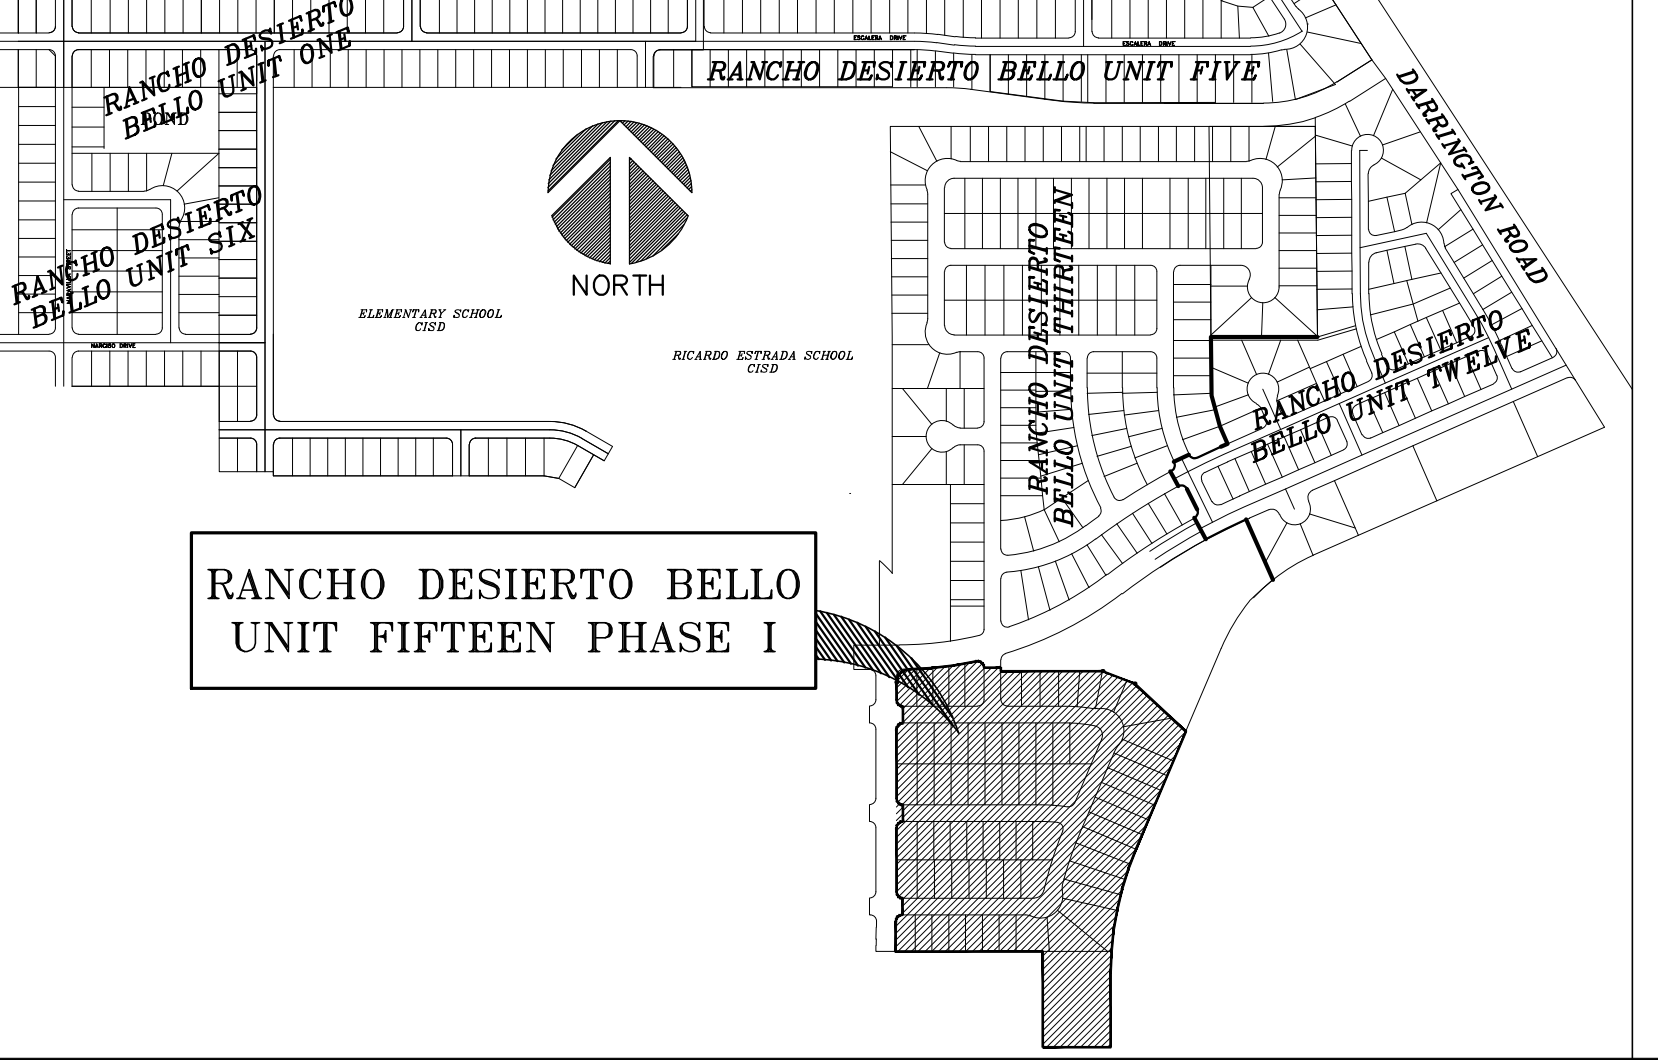 RANCHO DESIERTO
BELLO UNIT ONE
POND
ESCALERA DRIVE
ESCALERA DRIVE
RANCHO DESIERTO BELLO UNIT FIVE
DARRINGTON ROAD
RANCHO DESIERTO
BELLO UNIT SIX
NARCISO DRIVE
NORTH
ELEMENTARY SCHOOL
CISD
RICARDO ESTRADA SCHOOL
CISD
RANCHO DESIERTO
BELLO UNIT THIRTEEN
RANCHO DESIERTO
BELLO UNIT TWELVE
RANCHO DESIERTO BELLO
UNIT FIFTEEN PHASE I